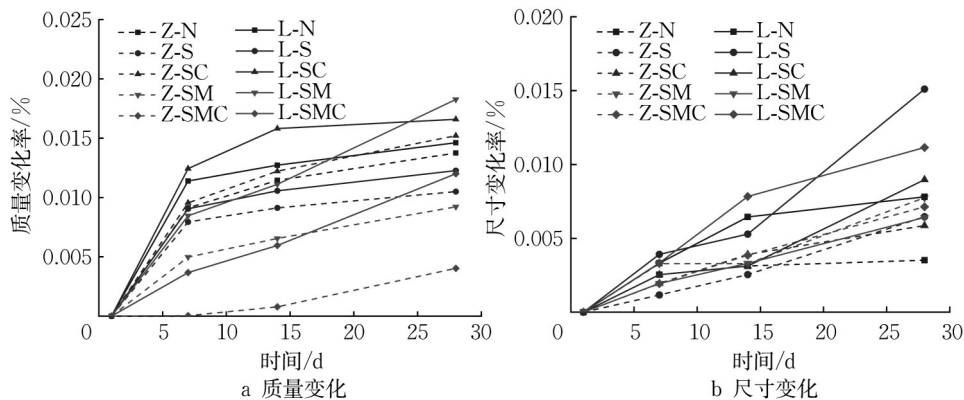 0.025
0.020
0.015
0.010
0.005
0
5
10
15
20
25
30
质量变化率/%
时间/d
Z-N
Z-S
Z-SC
Z-SM
Z-SMC
L-N
L-S
L-SC
L-SM
L-SMC
a 质量变化
0.020
0.015
0.010
0.005
0
5
10
15
20
25
30
尺寸变化率/%
时间/d
Z-N
Z-S
Z-SC
Z-SM
Z-SMC
L-N
L-S
L-SC
L-SM
L-SMC
b 尺寸变化